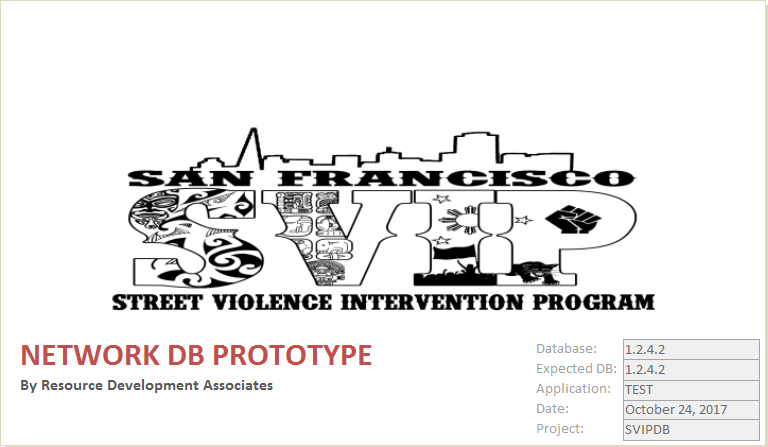 SAN FRANCISCO
SVIP
STREET VIOLENCE INTERVENTION PROGRAM
NETWORK DB PROTOTYPE
By Resource Development Associates
Database: 1.2.4.2
Expected DB: 1.2.4.2
Application: TEST
Date: October 24, 2017
Project: SVIPDB